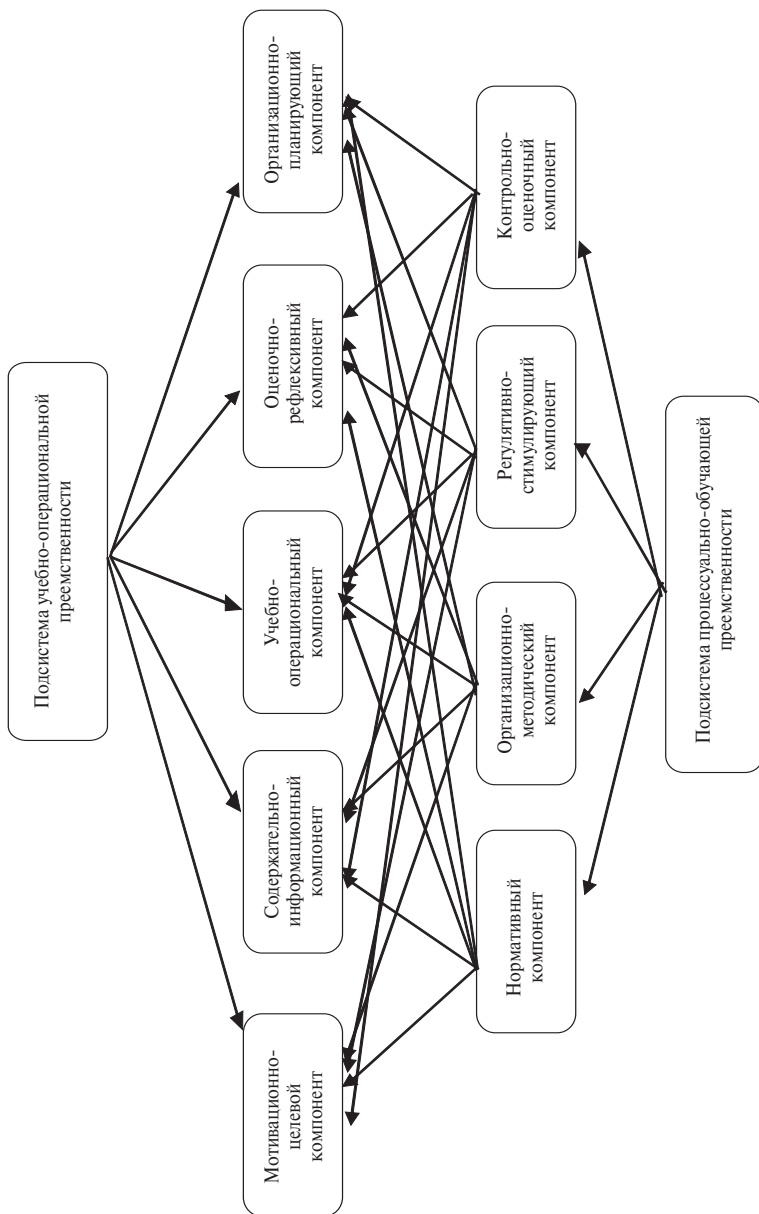 Подсистема учебно-операциональной
преемственности
Мотивационно-
целевой
компонент
Содержательно-
информационный
компонент
Учебно-
операциональный
компонент
Оценочно-
рефлексивный
компонент
Организационно-
планирующий
компонент
Нормативный
компонент
Организационно-
методический
компонент
Регулятивно-
стимулирующий
компонент
Контрольно-
оценочный
компонент
Подсистема процессуально-обучающей
преемственности